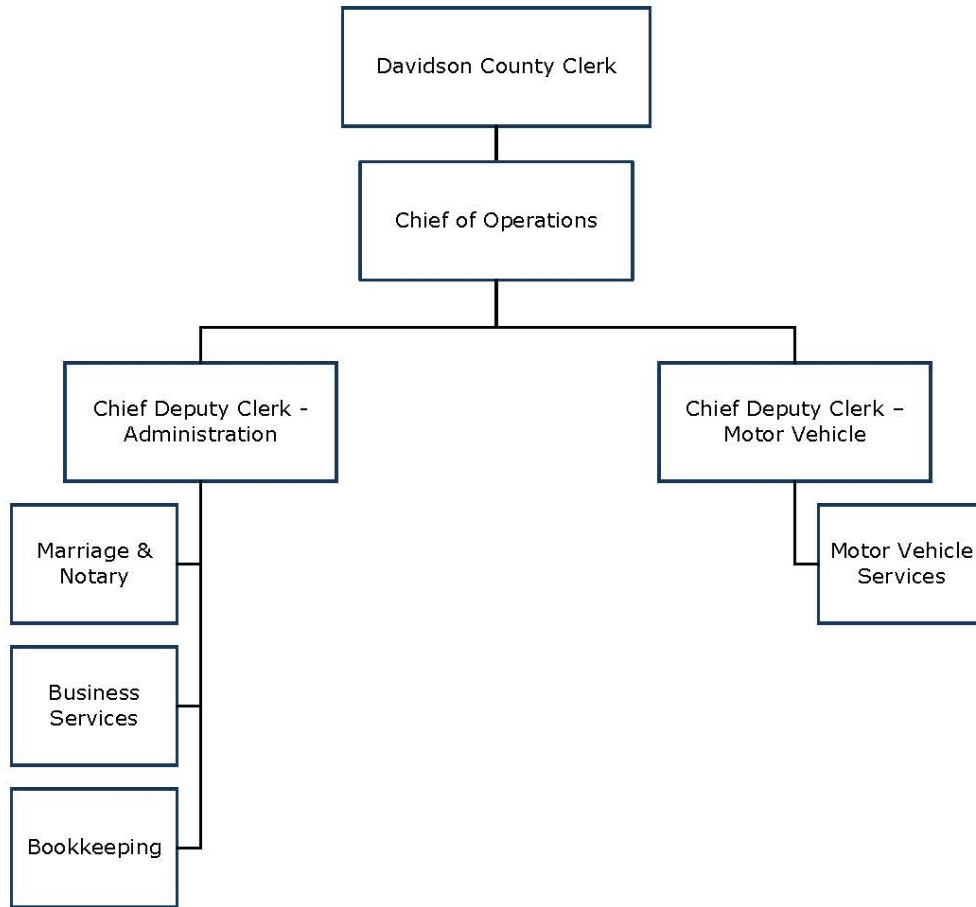 Davidson County Clerk
Chief of Operations
Chief Deputy Clerk -
Administration
Chief Deputy Clerk –
Motor Vehicle
Marriage &
Notary
Motor Vehicle
Services
Business
Services
Bookkeeping